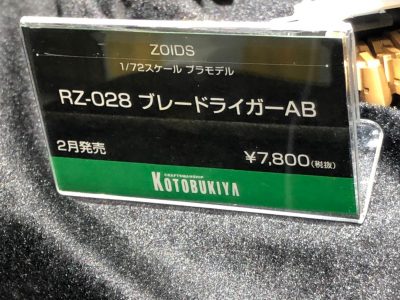 ZOIDS
1/72スケール プラモデル
RZ-028 ブレードライガーAB
2月発売
¥7,800(税抜)
CRAFTSMANSHIP
KOTOBUKIYA